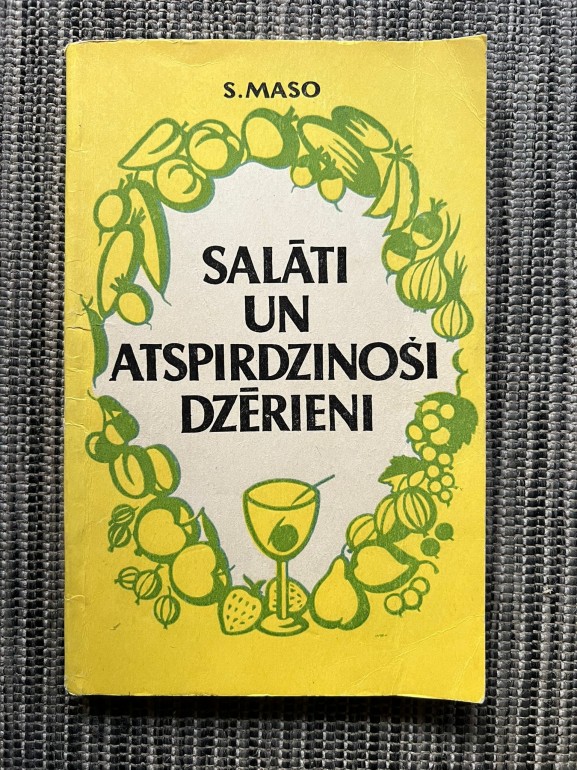 S. MASO
SALĀTI
UN
ATSPIRDZINOŠI
DZĒRIENI